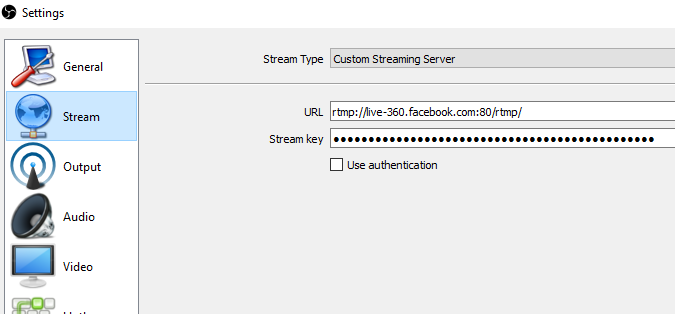 Settings
General
Stream
Output
Audio
Video
Stream Type Custom Streaming Server
URL rtmp://live-360.facebook.com:80/rtmp/
Stream key ●●●●●●●●●●●●●●●●●●●●●●●●●●●●●●●●●●●●●●●●●●●●●●
Use authentication